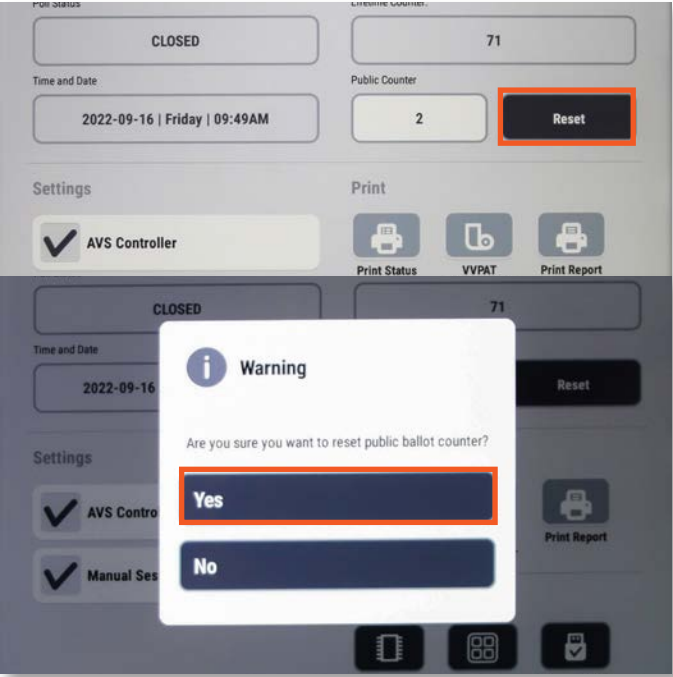 Poll Status
Lifetime Counter:
CLOSED
71
Time and Date
Public Counter
2022-09-16 | Friday | 09:49AM
2
Reset
Settings
Print
AVS Controller
Print Status
VVPAT
Print Report
CLOSED
71
Time and Date
Warning
2022-09-16
Reset
Are you sure you want to reset public ballot counter?
Settings
Yes
AVS Contro
Print Report
No
Manual Ses